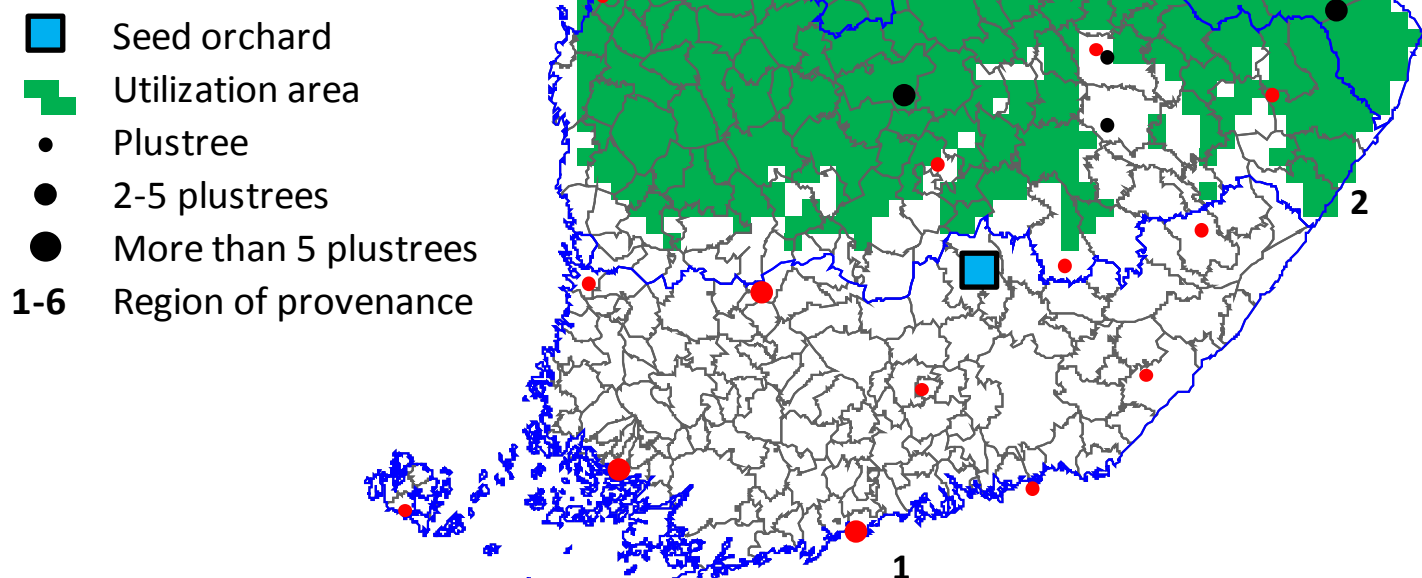 Seed orchard
Utilization area
Plustree
2-5 plustrees
More than 5 plustrees
1-6 Region of provenance
2
1